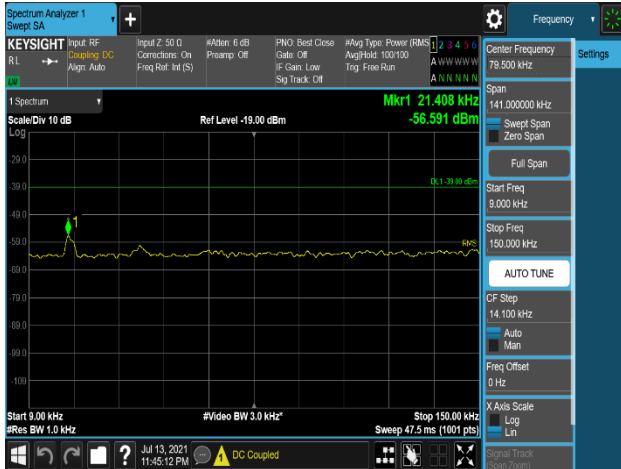 Spectrum Analyzer 1
Swept SA
+
Frequency
KEYSIGHT
R L
LV
Input: RF
Coupling: DC
Align: Auto
Input Z: 50 Ω
Corrections: On
Freq Ref: Int (S)
#Atten: 6 dB
Preamp: Off
PNO: Best Close
Gate: Off
IF Gain: Low
Sig Track: Off
#Avg Type: Power (RMS
Avg|Hold: 100/100
Trig: Free Run
1 2 3 4 5 6
A W W W W W
A N N N N N
1 Spectrum
Mkr1 21.408 kHz
Scale/Div 10 dB
Ref Level -19.00 dBm
-56.591 dBm
Log
-29.0
-39.0
DL1 -39.00 dBm
-49.0
1
-59.0
RMS
-69.0
-79.0
-89.0
-99.0
-109
Start 9.00 kHz
#Video BW 3.0 kHz*
Stop 150.00 kHz
#Res BW 1.0 kHz
Sweep 47.5 ms (1001 pts)
Center Frequency
79.500 kHz
Settings
Span
141.000000 kHz
Swept Span
Zero Span
Full Span
Start Freq
9.000 kHz
Stop Freq
150.000 kHz
AUTO TUNE
CF Step
14.100 kHz
Auto
Man
Freq Offset
0 Hz
X Axis Scale
Log
Lin
Signal Track
(Span Zoom)
?
Jul 13, 2021
11:45:12 PM
DC Coupled